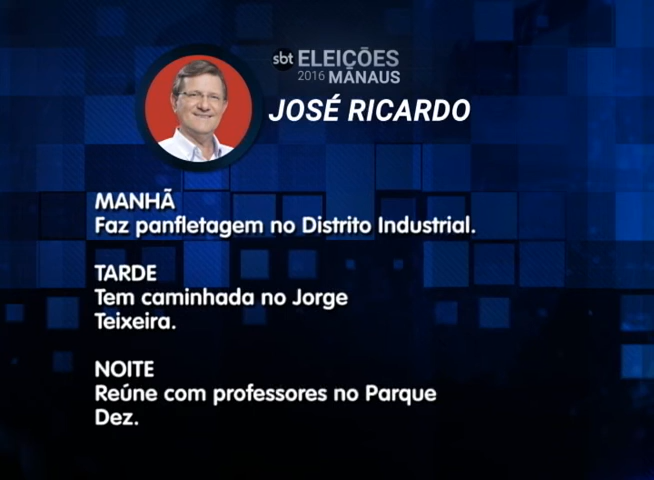 sbt ELEIÇÕES
2016 MANAUS
JOSÉ RICARDO
MANHÃ
Faz panfletagem no Distrito Industrial.
TARDE
Tem caminhada no Jorge
Teixeira.
NOITE
Reúne com professores no Parque
Dez.